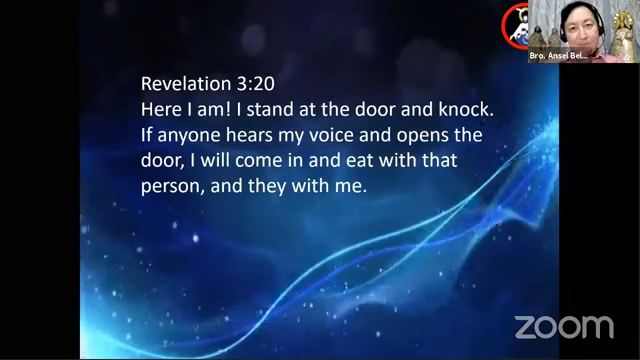 Revelation 3:20
Here I am! I stand at the door and knock.
If anyone hears my voice and opens the
door, I will come in and eat with that
person, and they with me.
Bro. Ansel Bel...
zoom